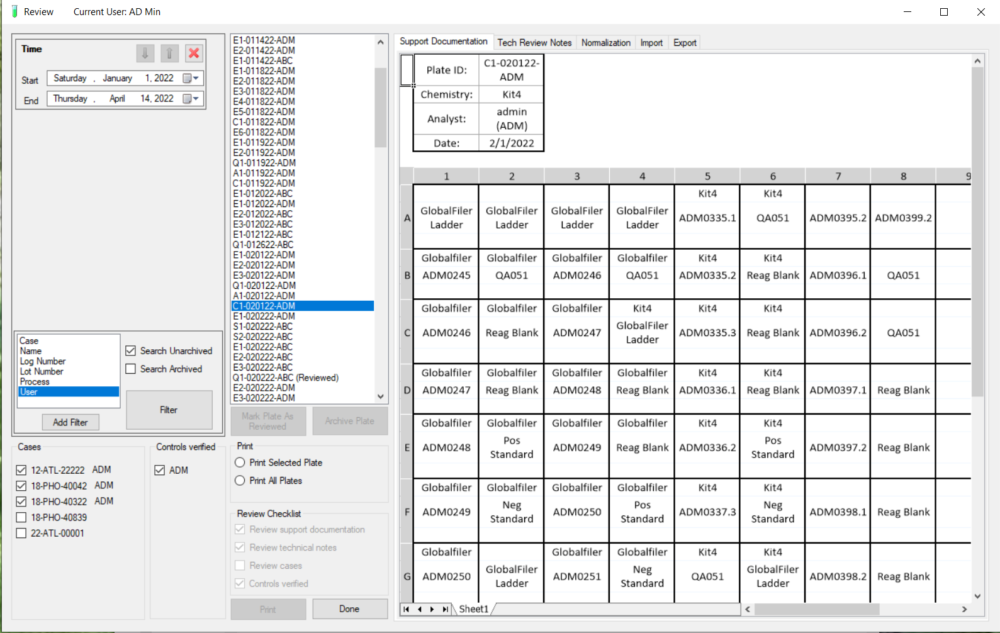 Review Current User: AD Min
Time
Start Saturday , January 1, 2022
End Thursday , April 14, 2022
Case
Name
Log Number
Lot Number
Process
User
Search Unarchived
Search Archived
Add Filter
Filter
Cases
12-ATL-22222 ADM
18-PHO-40042 ADM
18-PHO-40322 ADM
18-PHO-40839
22-ATL-00001
Controls verified
ADM
E1-011422-ADM
E2-011422-ADM
E1-011422-ABC
E1-011822-ADM
E2-011822-ADM
E3-011822-ADM
E4-011822-ADM
E5-011822-ADM
C1-011822-ADM
E6-011822-ADM
E1-011922-ADM
E2-011922-ADM
Q1-011922-ADM
A1-011922-ADM
C1-011922-ADM
E1-012022-ABC
E1-012022-ADM
E2-012022-ABC
E3-012022-ABC
E1-012122-ABC
Q1-012622-ABC
E1-020122-ADM
E2-020122-ADM
E3-020122-ADM
Q1-020122-ADM
A1-020122-ADM
C1-020122-ADM
E1-020222-ADM
S1-020222-ABC
S2-020222-ABC
E1-020222-ABC
E2-020222-ABC
E3-020222-ABC
Q1-020222-ABC (Reviewed)
E2-020222-ADM
E3-020222-ADM
Mark Plate As
Reviewed
Archive Plate
Print
Print Selected Plate
Print All Plates
Review Checklist
Review support documentation
Review technical notes
Review cases
Controls verified
Print
Done
Support Documentation Tech Review Notes Normalization Import Export
Plate ID: C1-020122-
ADM
Chemistry: Kit4
Analyst: admin
(ADM)
Date: 2/1/2022
1 2 3 4 5 6 7 8 9
Kit4 Kit4
A GlobalFiler Ladder GlobalFiler Ladder GlobalFiler Ladder GlobalFiler Ladder ADM0335.1 QA051 ADM0395.2 ADM0399.2
Globalfiler Globalfiler Globalfiler Globalfiler Kit4 Kit4
B ADM0245 QA051 ADM0246 QA051 ADM0335.2 Reag Blank ADM0396.1 QA051
Globalfiler Globalfiler Globalfiler Kit4 Kit4 Kit4
C ADM0246 Reag Blank ADM0247 GlobalFiler Ladder ADM0335.3 Reag Blank ADM0396.2 QA051
Globalfiler Globalfiler Globalfiler Globalfiler Kit4 Kit4
D ADM0247 Reag Blank ADM0248 Reag Blank ADM0336.1 Reag Blank ADM0397.1 Reag Blank
Globalfiler Globalfiler Globalfiler Globalfiler Kit4 Kit4
E ADM0248 Pos Standard ADM0249 Reag Blank ADM0336.2 Pos Standard ADM0397.2 Reag Blank
Globalfiler Globalfiler Globalfiler Globalfiler Kit4 Kit4
F ADM0249 Neg Standard ADM0250 Pos Standard ADM0337.3 Neg Standard ADM0398.1 Reag Blank
Globalfiler Globalfiler Globalfiler Kit4 Kit4
G ADM0250 GlobalFiler Ladder ADM0251 Neg Standard QA051 GlobalFiler Ladder ADM0398.2 Reag Blank
Sheet1